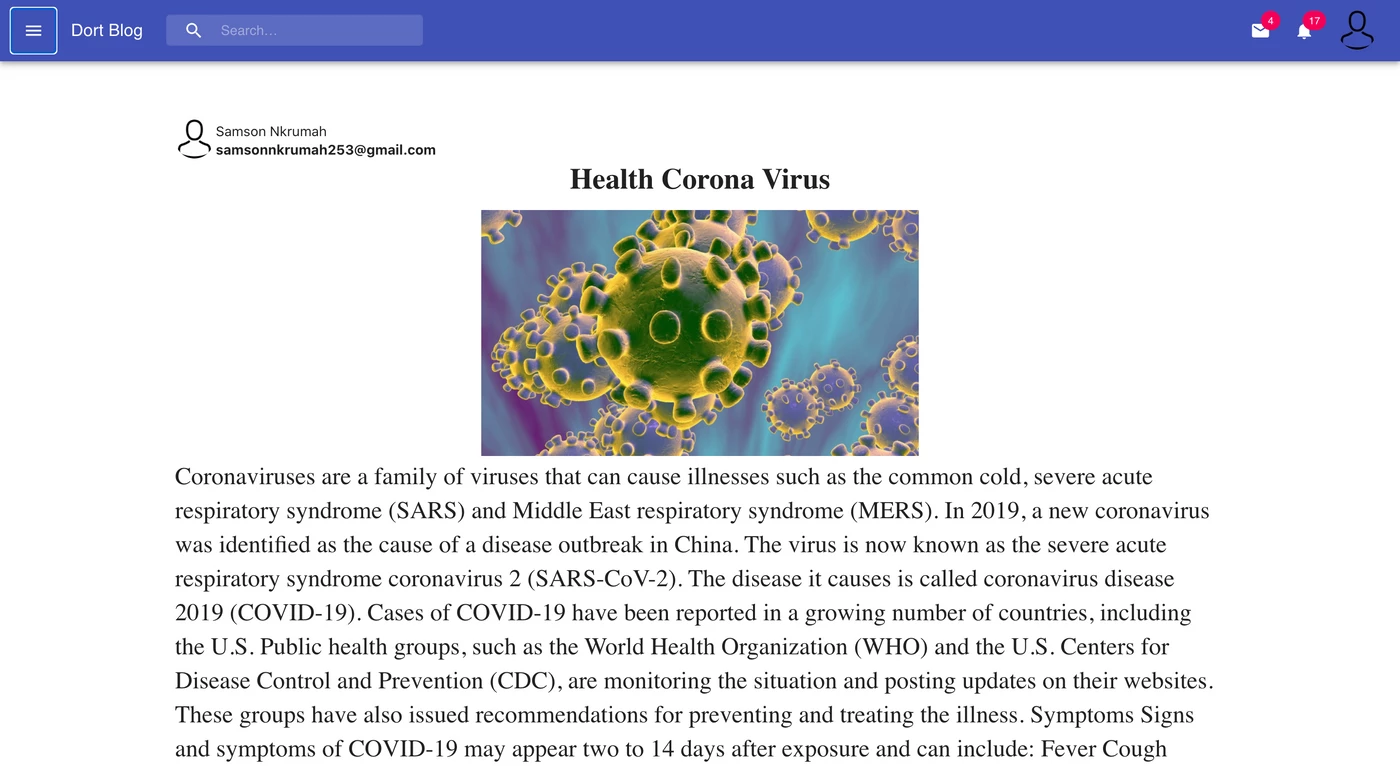 Dort Blog
Search…
4
17
Samson Nkrumah
samsonnkrumah253@gmail.com
Health Corona Virus
Coronaviruses are a family of viruses that can cause illnesses such as the common cold, severe acute
respiratory syndrome (SARS) and Middle East respiratory syndrome (MERS). In 2019, a new coronavirus
was identified as the cause of a disease outbreak in China. The virus is now known as the severe acute
respiratory syndrome coronavirus 2 (SARS-CoV-2). The disease it causes is called coronavirus disease
2019 (COVID-19). Cases of COVID-19 have been reported in a growing number of countries, including
the U.S. Public health groups, such as the World Health Organization (WHO) and the U.S. Centers for
Disease Control and Prevention (CDC), are monitoring the situation and posting updates on their websites.
These groups have also issued recommendations for preventing and treating the illness. Symptoms Signs
and symptoms of COVID-19 may appear two to 14 days after exposure and can include: Fever Cough